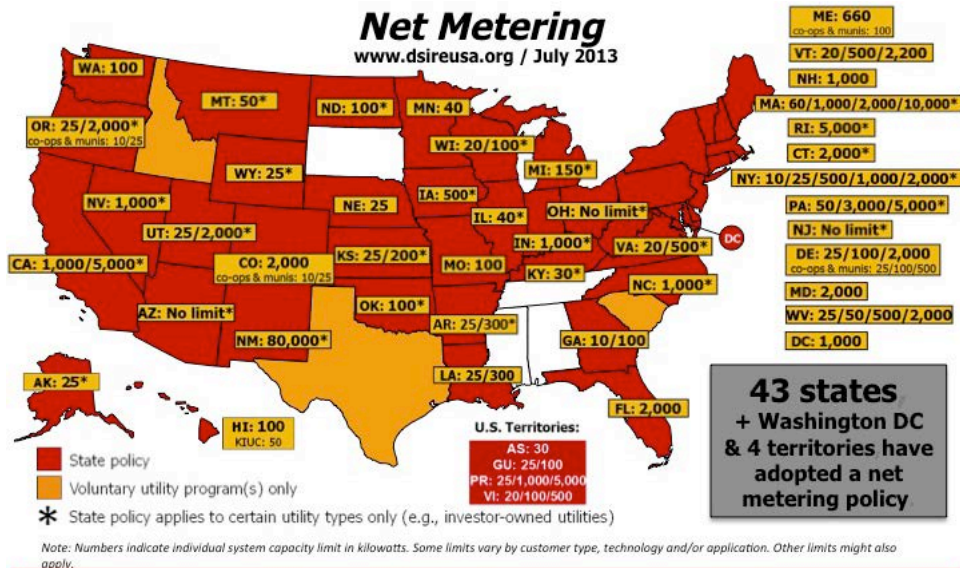 Net Metering
www.dsireusa.org / July 2013
ME: 660
co-ops & munis: 100
VT: 20/500/2,200
NH: 1,000
MA: 60/1,000/2,000/10,000*
RI: 5,000*
CT: 2,000*
NY: 10/25/500/1,000/2,000*
PA: 50/3,000/5,000*
NJ: No limit*
DE: 25/100/2,000
co-ops & munis: 25/100/500
MD: 2,000
WV: 25/50/500/2,000
DC: 1,000
WA: 100
MT: 50*
ND: 100*
MN: 40
OR: 25/2,000*
co-ops & munis: 10/25
WI: 20/100*
MI: 150*
WY: 25*
IA: 500*
NV: 1,000*
NE: 25
IL: 40*
OH: No limit*
UT: 25/2,000*
IN: 1,000*
VA: 20/500*
DC
CA: 1,000/5,000*
CO: 2,000
co-ops & munis: 10/25
KS: 25/200*
MO: 100
KY: 30*
NC: 1,000*
AZ: No limit*
OK: 100*
AR: 25/300*
NM: 80,000*
GA: 10/100
LA: 25/300
AK: 25*
FL: 2,000
HI: 100
KIUC: 50
43 states,
+ Washington DC
& 4 territories have
adopted a net
metering policy.
U.S. Territories:
AS: 30
GU: 25/100
PR: 25/1,000/5,000
VI: 20/100/500
State policy
Voluntary utility program(s) only
* State policy applies to certain utility types only (e.g., investor-owned utilities)
Note: Numbers indicate individual system capacity limit in kilowatts. Some limits vary by customer type, technology and/or application. Other limits might also
apply.